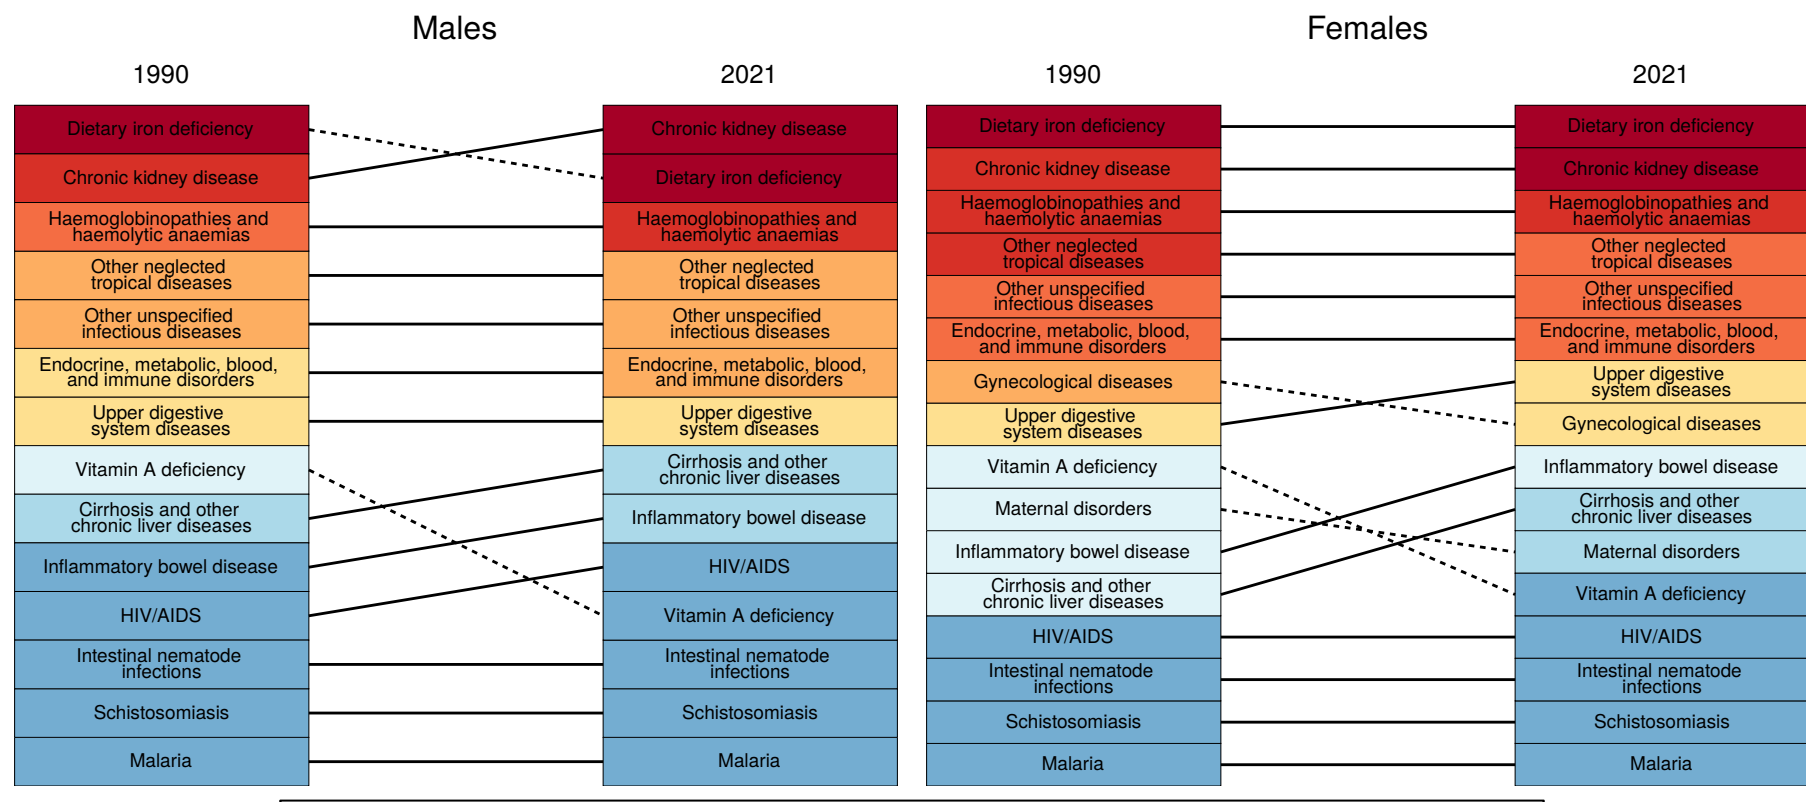 Males
Females
1990
2021
1990
2021
Dietary iron deficiency
Chronic kidney disease
Haemoglobinopathies and
haemolytic anaemias
Other neglected
tropical diseases
Other unspecified
infectious diseases
Endocrine, metabolic, blood,
and immune disorders
Upper digestive
system diseases
Vitamin A deficiency
Cirrhosis and other
chronic liver diseases
Inflammatory bowel disease
HIV/AIDS
Intestinal nematode
infections
Schistosomiasis
Malaria
Chronic kidney disease
Dietary iron deficiency
Haemoglobinopathies and
haemolytic anaemias
Other neglected
tropical diseases
Other unspecified
infectious diseases
Endocrine, metabolic, blood,
and immune disorders
Upper digestive
system diseases
Cirrhosis and other
chronic liver diseases
Inflammatory bowel disease
HIV/AIDS
Vitamin A deficiency
Intestinal nematode
infections
Schistosomiasis
Malaria
Dietary iron deficiency
Chronic kidney disease
Haemoglobinopathies and
haemolytic anaemias
Other neglected
tropical diseases
Other unspecified
infectious diseases
Endocrine, metabolic, blood,
and immune disorders
Gynecological diseases
Upper digestive
system diseases
Vitamin A deficiency
Maternal disorders
Inflammatory bowel disease
Cirrhosis and other
chronic liver diseases
HIV/AIDS
Intestinal nematode
infections
Schistosomiasis
Malaria
Dietary iron deficiency
Chronic kidney disease
Haemoglobinopathies and
haemolytic anaemias
Other neglected
tropical diseases
Other unspecified
infectious diseases
Endocrine, metabolic, blood,
and immune disorders
Upper digestive
system diseases
Gynecological diseases
Inflammatory bowel disease
Cirrhosis and other
chronic liver diseases
Maternal disorders
Vitamin A deficiency
HIV/AIDS
Intestinal nematode
infections
Schistosomiasis
Malaria